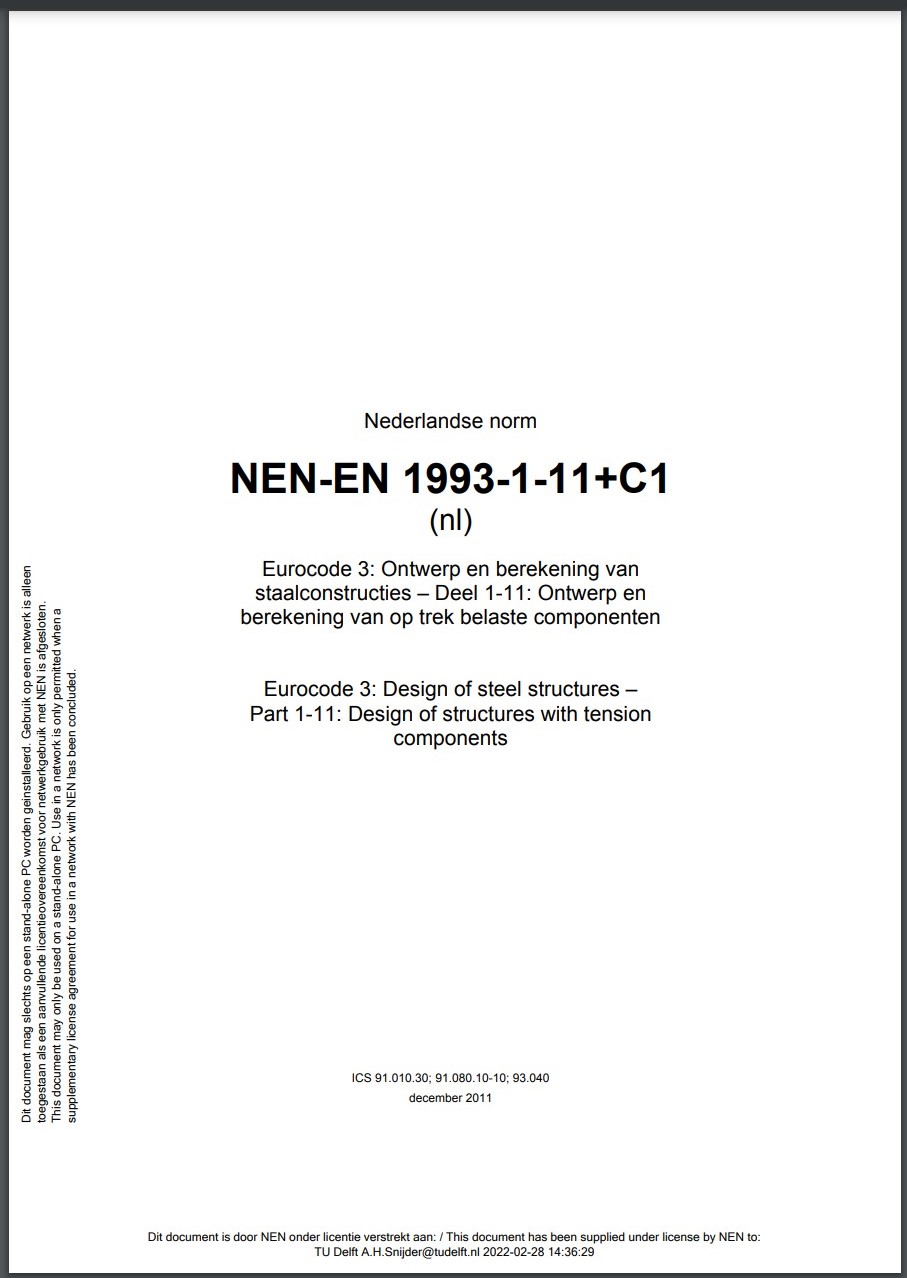 Nederlandse norm
NEN-EN 1993-1-11+C1
(nl)
Eurocode 3: Ontwerp en berekening van
staalconstructies – Deel 1-11: Ontwerp en
berekening van op trek belaste componenten
Eurocode 3: Design of steel structures –
Part 1-11: Design of structures with tension
components
Dit document mag slechts op een stand-alone PC worden geinstalleerd. Gebruik op een netwerk is alleen
toegestaan als een aanvullende licentieovereenkomst voor netwerkgebruik met NEN is afgesloten.
This document may only be used on a stand-alone PC. Use in a network is only permitted when a
supplementary license agreement for use in a network with NEN has been concluded.
ICS 91.010.30; 91.080.10-10; 93.040
december 2011
Dit document is door NEN onder licentie verstrekt aan: / This document has been supplied under license by NEN to:
TU Delft A.H.Snijder@tudelft.nl 2022-02-28 14:36:29